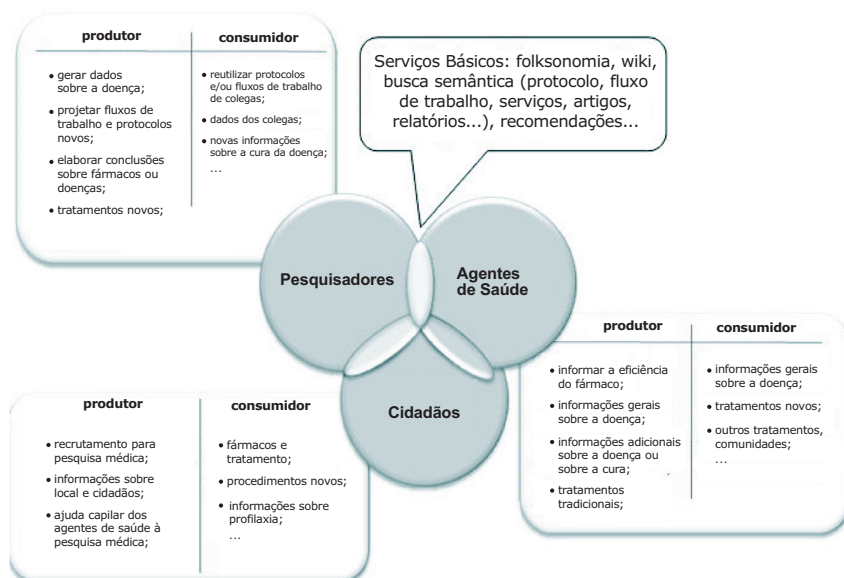 produtor
consumidor
• gerar dados
sobre a doença;
• projetar fluxos de
trabalho e protocolos
novos;
• elaborar conclusões
sobre fármacos ou
doenças;
• tratamentos novos;
• reutilizar protocolos
e/ou fluxos de trabalho
de colegas;
• dados dos colegas;
• novas informações
sobre a cura da doença;
...
Serviços Básicos: folksonomia, wiki,
busca semântica (protocolo, fluxo
de trabalho, serviços, artigos,
relatórios...), recomendações...
Pesquisadores
Agentes
de Saúde
Cidadãos
produtor
consumidor
• informar a eficiência
do fármaco;
• informações gerais
sobre a doença;
• informações adicionais
sobre a doença ou
sobre a cura;
• tratamentos
tradicionais;
• informações gerais
sobre a doença;
• tratamentos novos;
• outros tratamentos,
comunidades;
...
produtor
consumidor
• recrutamento para
pesquisa médica;
• informações sobre
local e cidadãos;
• ajuda capilar dos
agentes de saúde à
pesquisa médica;
• fármacos e
tratamento;
• procedimentos novos;
• informações sobre
profilaxia;
...